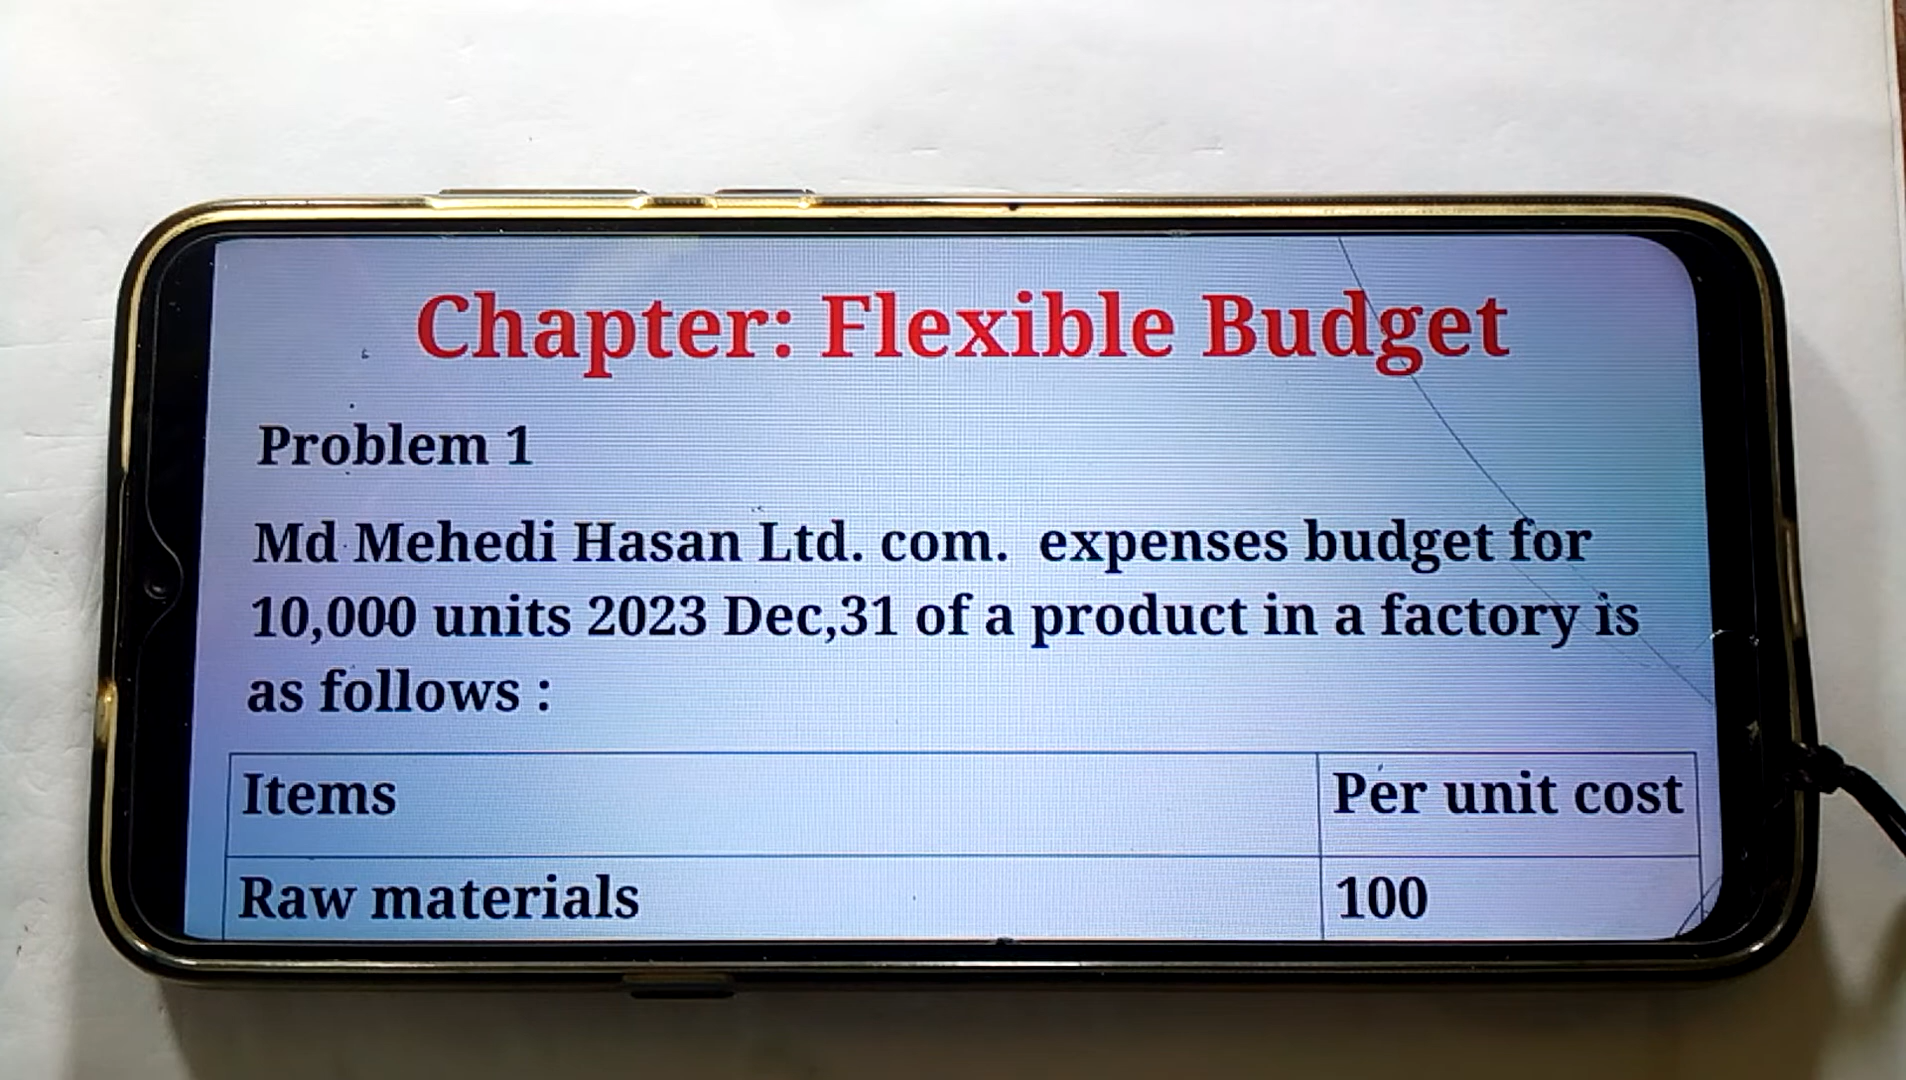 Chapter: Flexible Budget
Problem 1
Md Mehedi Hasan Ltd. com. expenses budget for
10,000 units 2023 Dec,31 of a product in a factory is
as follows :
Items Per unit cost
Raw materials 100